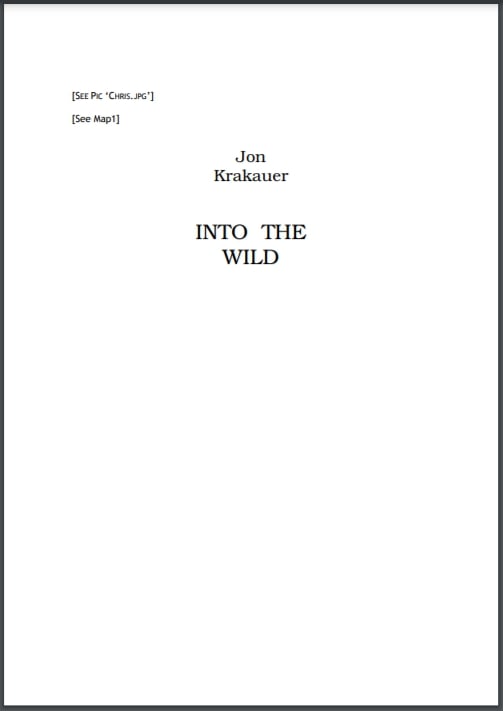 [SEE PIC 'CHRIS.JPG']
[See Map1]
Jon
Krakauer
INTO THE
WILD